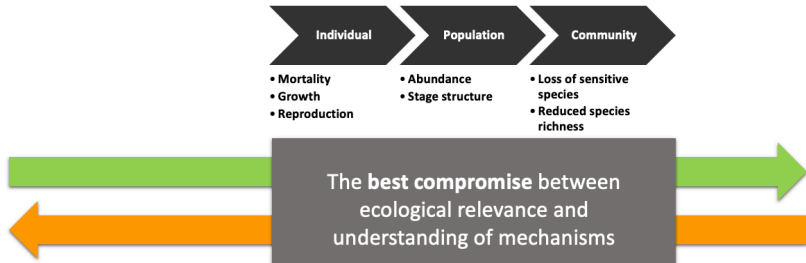 Individual
Population
Community
• Mortality
• Growth
• Reproduction
• Abundance
• Stage structure
• Loss of sensitive
species
• Reduced species
richness
The best compromise between
ecological relevance and
understanding of mechanisms